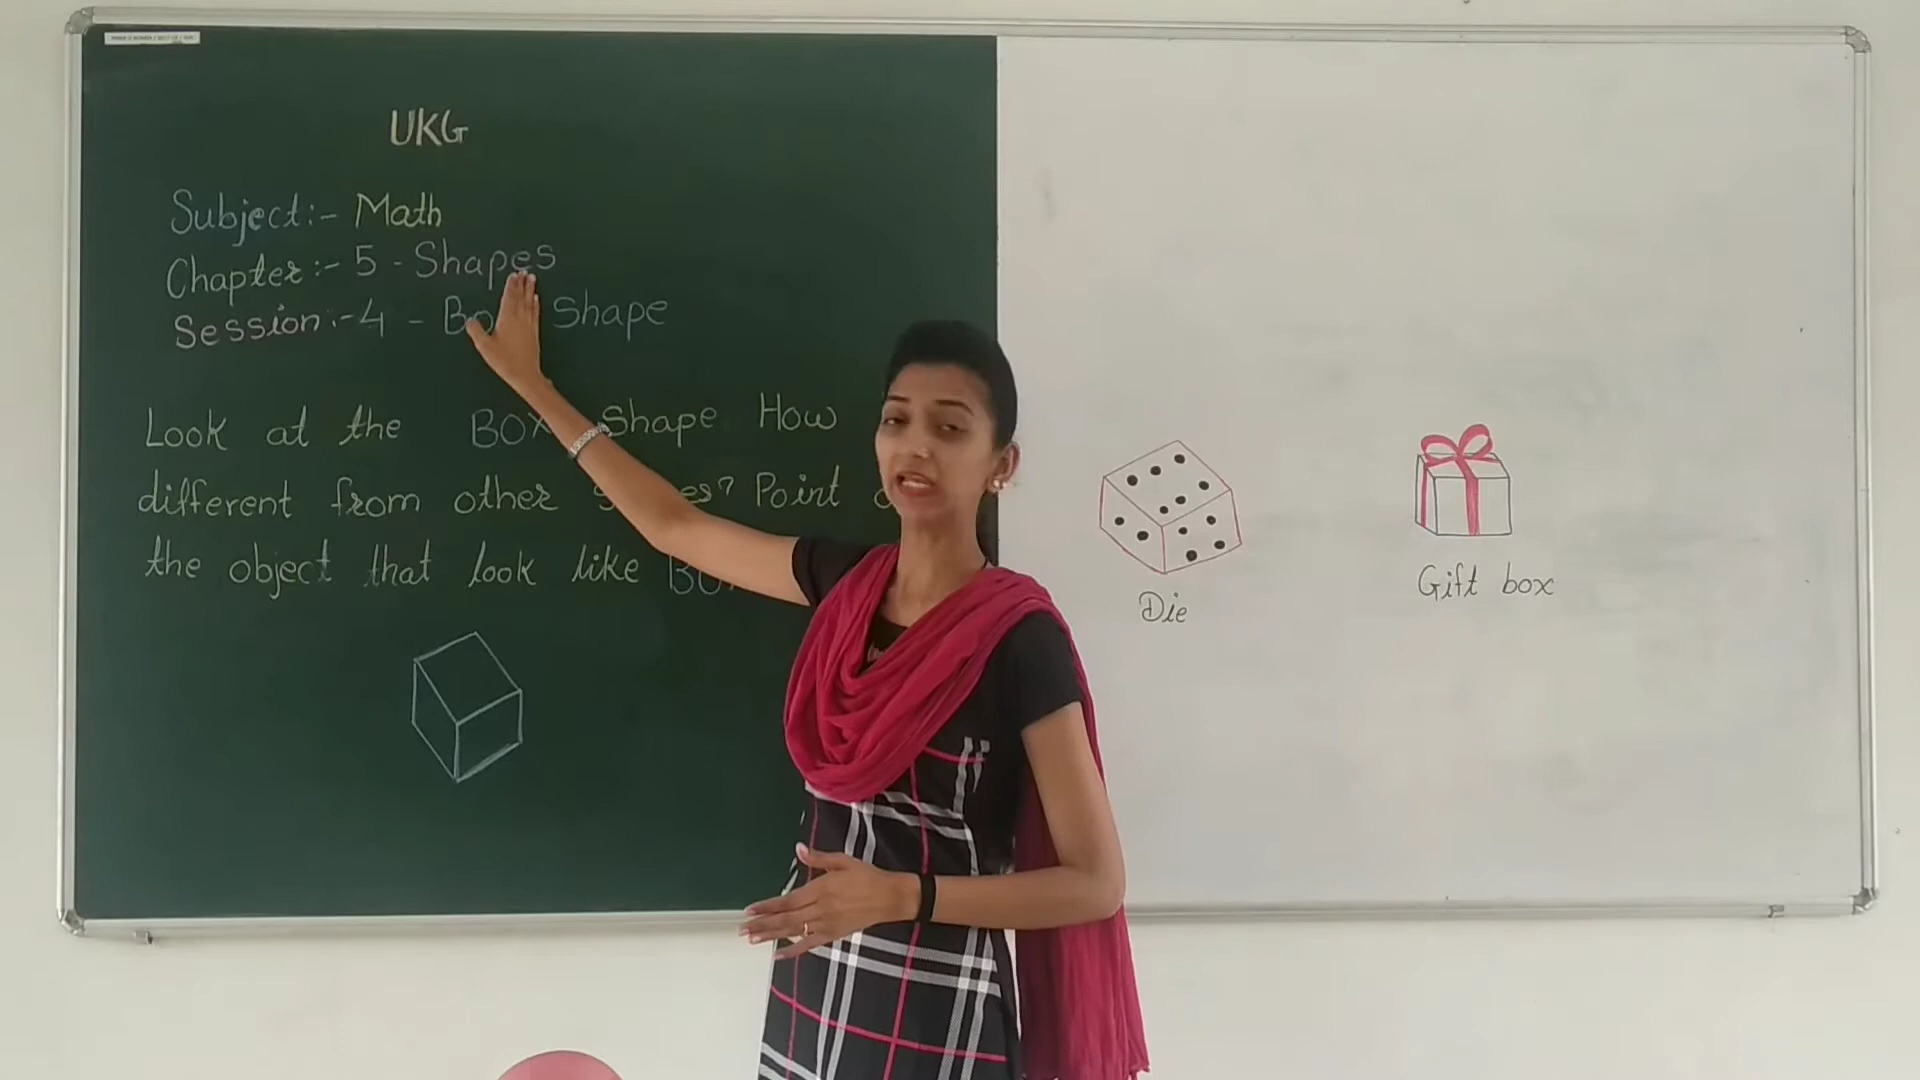 UKG
Subject:- Math
Chapter:- 5 - Shapes
Session:-4 - Shape
Look at the BOX Shape How
different from other Point
the object that look like
Die
Gift box